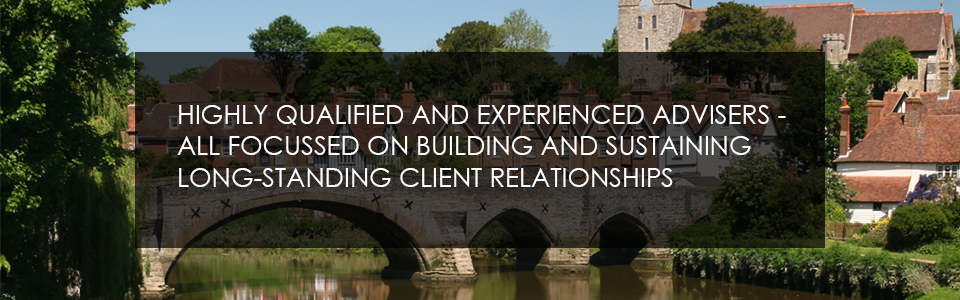 HIGHLY QUALIFIED AND EXPERIENCED ADVISERS -
ALL FOCUSSED ON BUILDING AND SUSTAINING
LONG-STANDING CLIENT RELATIONSHIPS